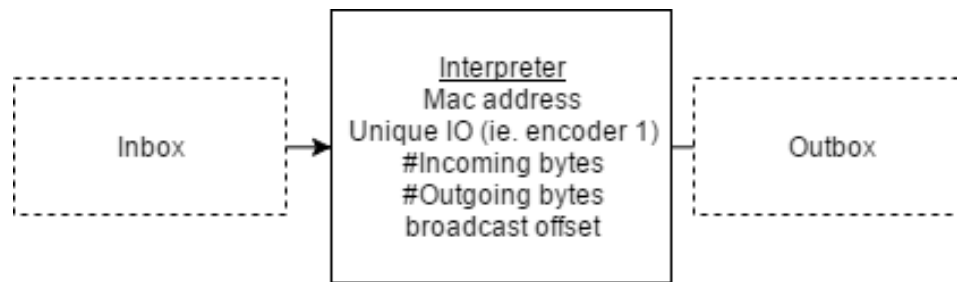 Inbox
Interpreter
Mac address
Unique IO (ie. encoder 1)
#Incoming bytes
#Outgoing bytes
broadcast offset
Outbox